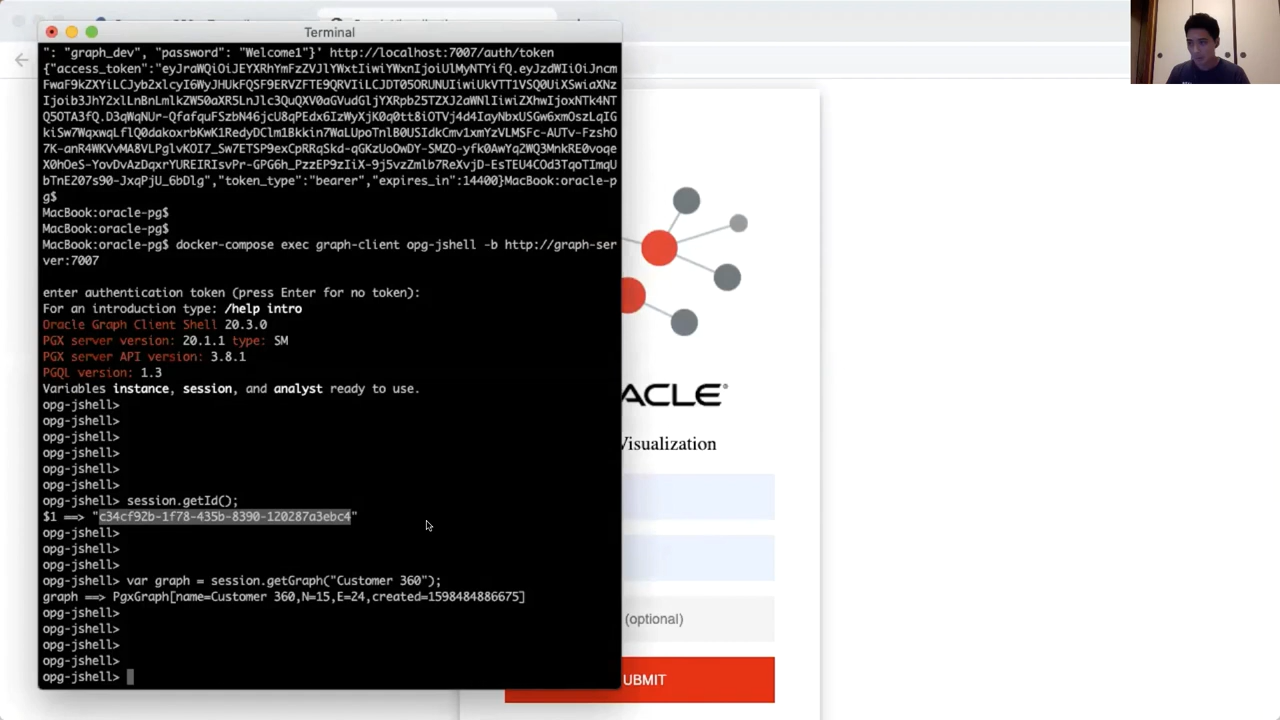 Terminal
": "graph_dev", "password": "Welcome1"}' http://localhost:7007/auth/token
{"access_token":"eyJraWQiOiJEYXRhYmFzZVJlYWxtIiwiYWxnIjoiUlMyNTYifQ.eyJzdWIiOiJncm
FwaF9kZXYiLCJyb2xlcyI6WyJHUkFQSF9ERVZFTE9QRVIiLCJDT05ORUNUIiwiUkVTT1VSQ0UiXSwiaXNz
Ijoib3JhY2xlLnBnLmlkZW50aXR5LnJlc3QuQXV0aGVudGljYXRpb25TZXJ2aWNlIiwiZXhwIjoxNTk4NT
Q5OTA3fQ.D3qWqNUr-QfafquFSzbN46jcU8qPEdx6IzWyXjK0q0tt8iOTVj4d4IayNbxUSGw6xmOszLqIG
kiSw7WqxwqLflQ0dakoxrbKwK1RedyDClm1Bkkin7WaLUpoTnlB0USIdkCmv1xmYzVLMSFc-AUTv-FzshO
7K-anR4WKVvMA8VLPglvKOI7_Sw7ETSP9exCpRRqSkd-qGKzUoOwDY-SMZO-yfk0AwYq2WQ3MnkRE0voqe
X0hOeS-YovDvAzDqxrYUREIRIsvPr-GPG6h_PzzEP9zIiX-9j5vzZmlb7ReXvjD-EsTEU4COd3TqoTImqU
bTnE207s90-JxqPjU_6bDlg","token_type":"bearer","expires_in":14400}MacBook:oracle-p
g$
MacBook:oracle-pg$
MacBook:oracle-pg$
MacBook:oracle-pg$ docker-compose exec graph-client opg-jshell -b http://graph-ser
ver:7007
enter authentication token (press Enter for no token):
For an introduction type: /help intro
Oracle Graph Client Shell 20.3.0
PGX server version: 20.1.1 type: SM
PGX server API version: 3.8.1
PGQL version: 1.3
Variables instance, session, and analyst ready to use.
opg-jshell>
opg-jshell>
opg-jshell>
opg-jshell>
opg-jshell>
opg-jshell>
opg-jshell> session.getId();
$1 ==> "c34cf92b-1f78-435b-8390-120287a3ebc4"
opg-jshell>
opg-jshell>
opg-jshell>
opg-jshell> var graph = session.getGraph("Customer 360");
graph ==> PgxGraph[name=Customer 360,N=15,E=24,created=1598484886675]
opg-jshell>
opg-jshell>
opg-jshell>
opg-jshell>
opg-jshell>
ACLE®
Visualization
(optional)
UBMIT